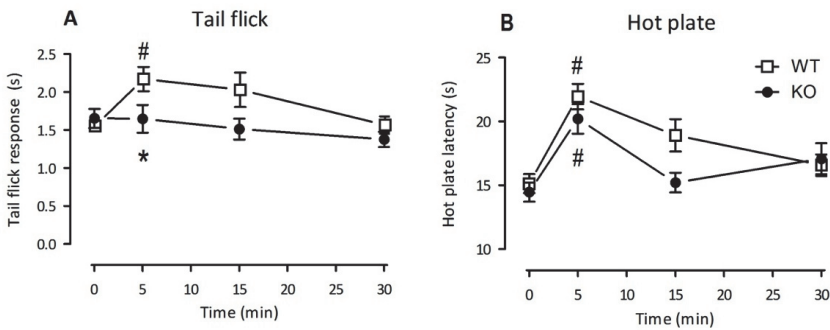 A
Tail flick
Tail flick response (s)
2.5
2.0
1.5
1.0
0.5
0.0
#
*
0 5 10 15 20 25 30
Time (min)
B
Hot plate
Hot plate latency (s)
25
20
15
10
#
#
WT
KO
0 5 10 15 20 25 30
Time (min)